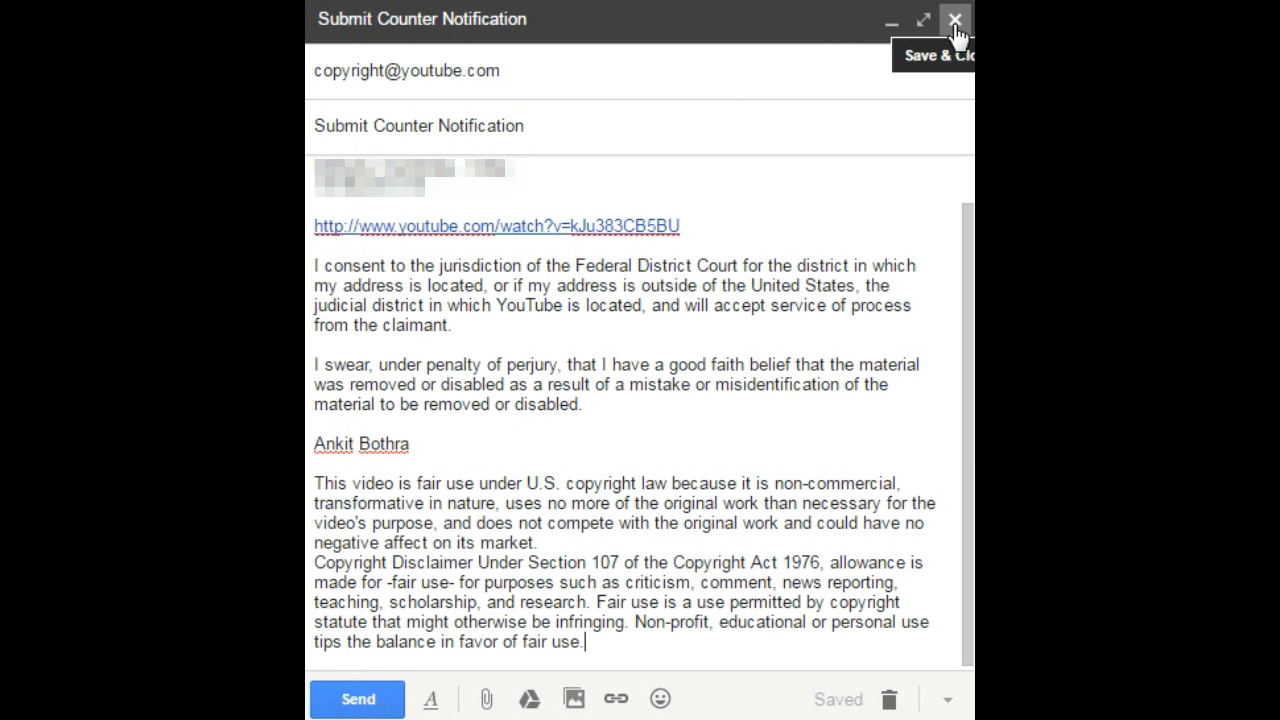 Submit Counter Notification
Save & Clo
copyright@youtube.com
Submit Counter Notification
http://www.youtube.com/watch?v=kJu383CB5BU
I consent to the jurisdiction of the Federal District Court for the district in which
my address is located, or if my address is outside of the United States, the
judicial district in which YouTube is located, and will accept service of process
from the claimant.
I swear, under penalty of perjury, that I have a good faith belief that the material
was removed or disabled as a result of a mistake or misidentification of the
material to be removed or disabled.
Ankit Bothra
This video is fair use under U.S. copyright law because it is non-commercial,
transformative in nature, uses no more of the original work than necessary for the
video's purpose, and does not compete with the original work and could have no
negative affect on its market.
Copyright Disclaimer Under Section 107 of the Copyright Act 1976, allowance is
made for -fair use- for purposes such as criticism, comment, news reporting,
teaching, scholarship, and research. Fair use is a use permitted by copyright
statute that might otherwise be infringing. Non-profit, educational or personal use
tips the balance in favor of fair use.
Send
A
Saved